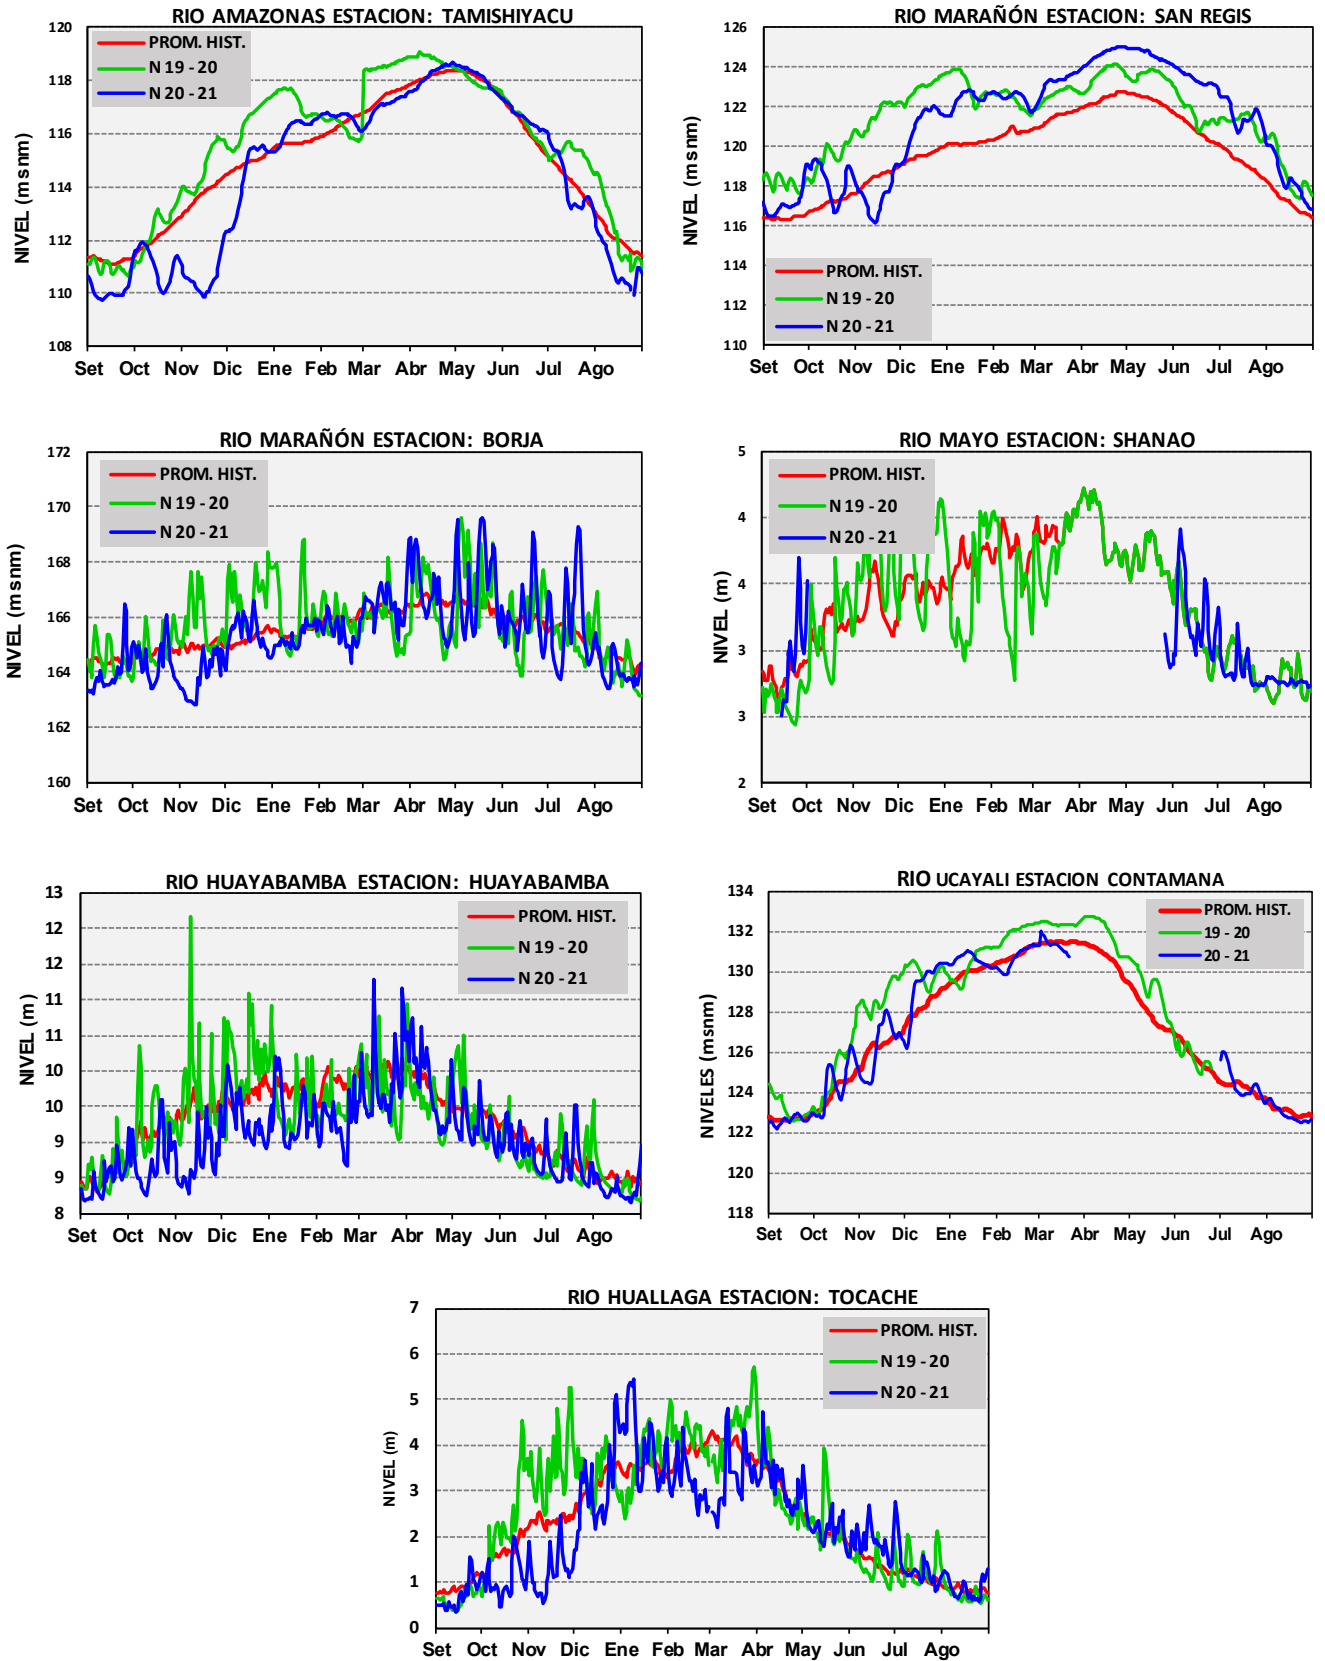 RIO AMAZONAS ESTACION: TAMISHIYACU
NIVEL (msnm)
120
118
116
114
112
110
108
PROM. HIST.
N 19 - 20
N 20 - 21
Set Oct Nov Dic Ene Feb Mar Abr May Jun Jul Ago
RIO MARAÑÓN ESTACION: SAN REGIS
NIVEL (msnm)
126
124
122
120
118
116
114
112
110
PROM. HIST.
N 19 - 20
N 20 - 21
Set Oct Nov Dic Ene Feb Mar Abr May Jun Jul Ago
RIO MARAÑÓN ESTACION: BORJA
NIVEL (msnm)
172
170
168
166
164
162
160
PROM. HIST.
N 19 - 20
N 20 - 21
Set Oct Nov Dic Ene Feb Mar Abr May Jun Jul Ago
RIO MAYO ESTACION: SHANAO
NIVEL (m)
5
4
4
3
3
2
PROM. HIST.
N 19 - 20
N 20 - 21
Set Oct Nov Dic Ene Feb Mar Abr May Jun Jul Ago
RIO HUAYABAMBA ESTACION: HUAYABAMBA
NIVEL (m)
13
12
12
11
11
10
10
9
9
8
PROM. HIST.
N 19 - 20
N 20 - 21
Set Oct Nov Dic Ene Feb Mar Abr May Jun Jul Ago
RIO UCAYALI ESTACION CONTAMANA
NIVELES (msnm)
134
132
130
128
126
124
122
120
118
PROM. HIST.
19 - 20
20 - 21
Set Oct Nov Dic Ene Feb Mar Abr May Jun Jul Ago
RIO HUALLAGA ESTACION: TOCACHE
NIVEL (m)
7
6
5
4
3
2
1
0
PROM. HIST.
N 19 - 20
N 20 - 21
Set Oct Nov Dic Ene Feb Mar Abr May Jun Jul Ago